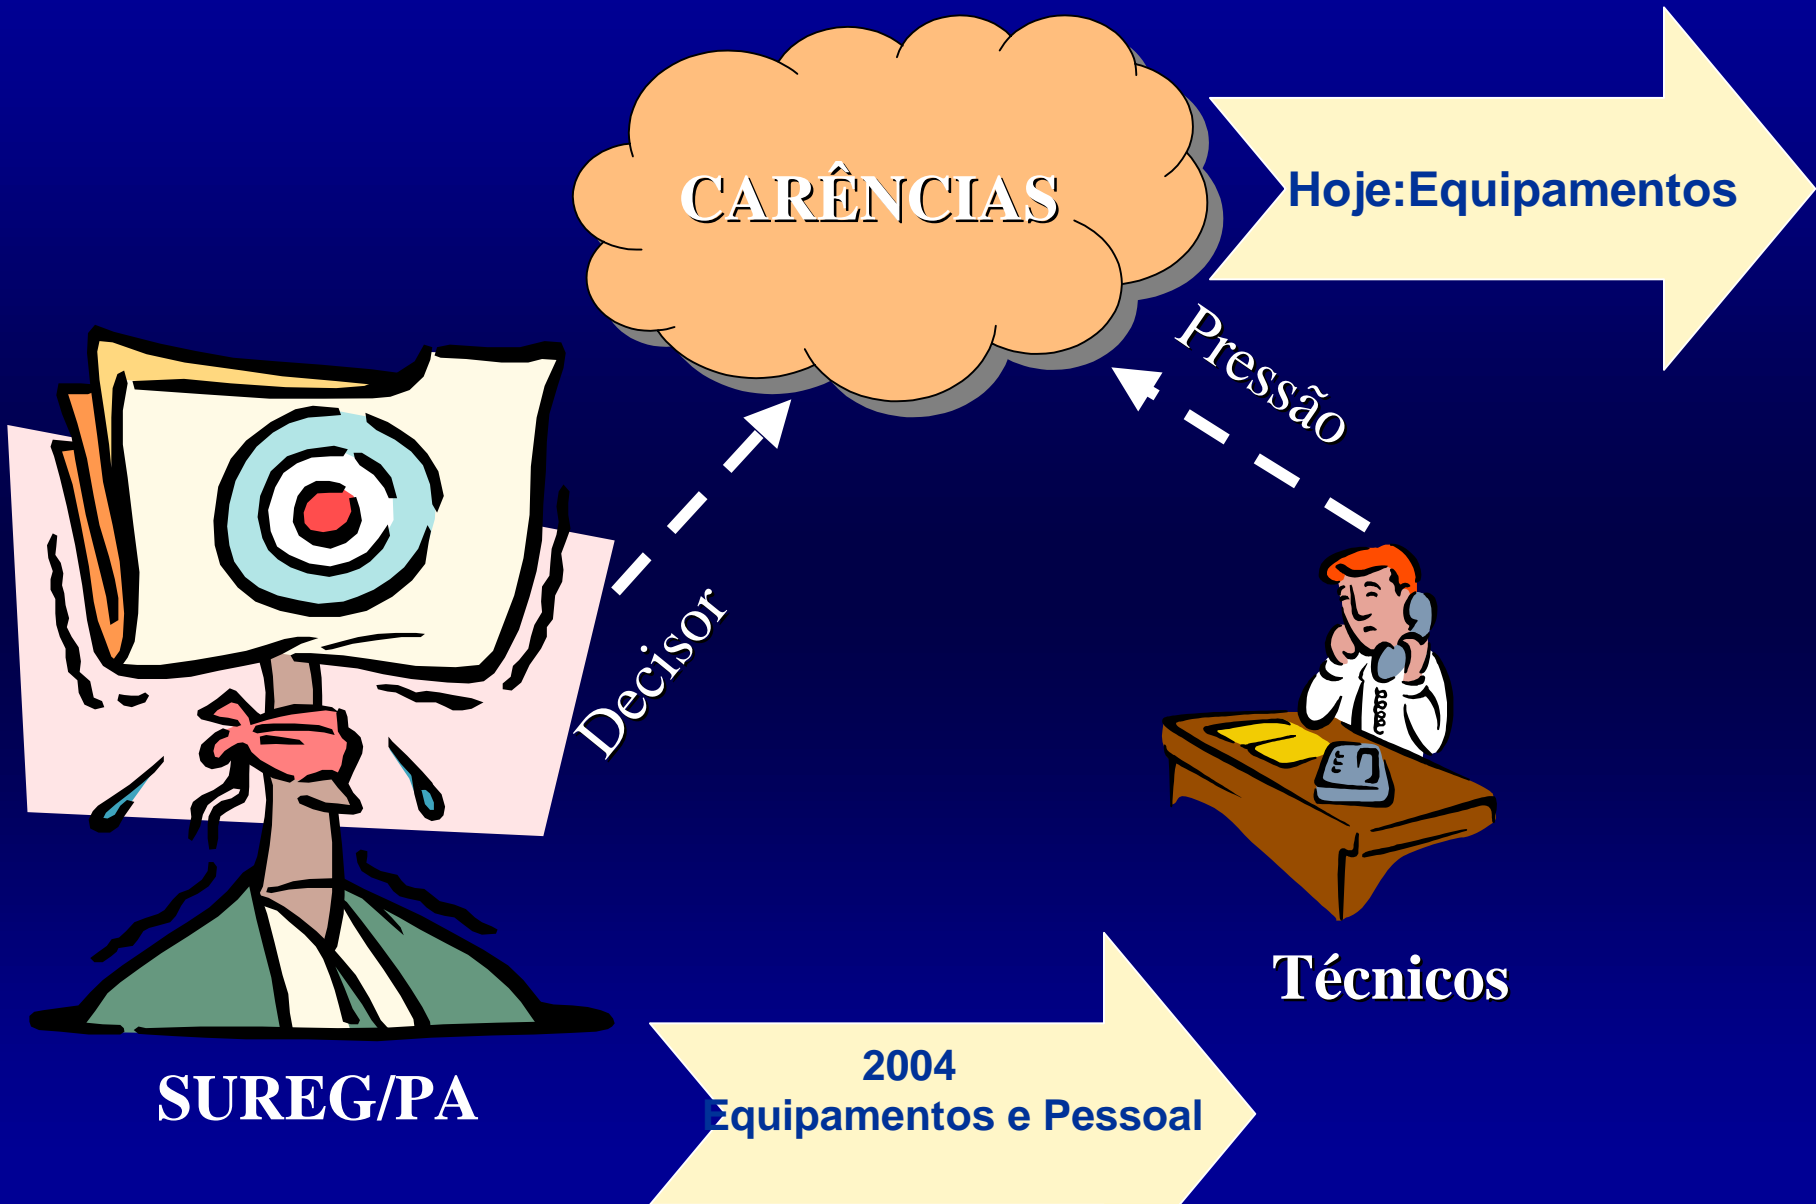 CARÊNCIAS
Hoje:Equipamentos
Pressão
Decisor
Técnicos
SUREG/PA
2004
Equipamentos e Pessoal